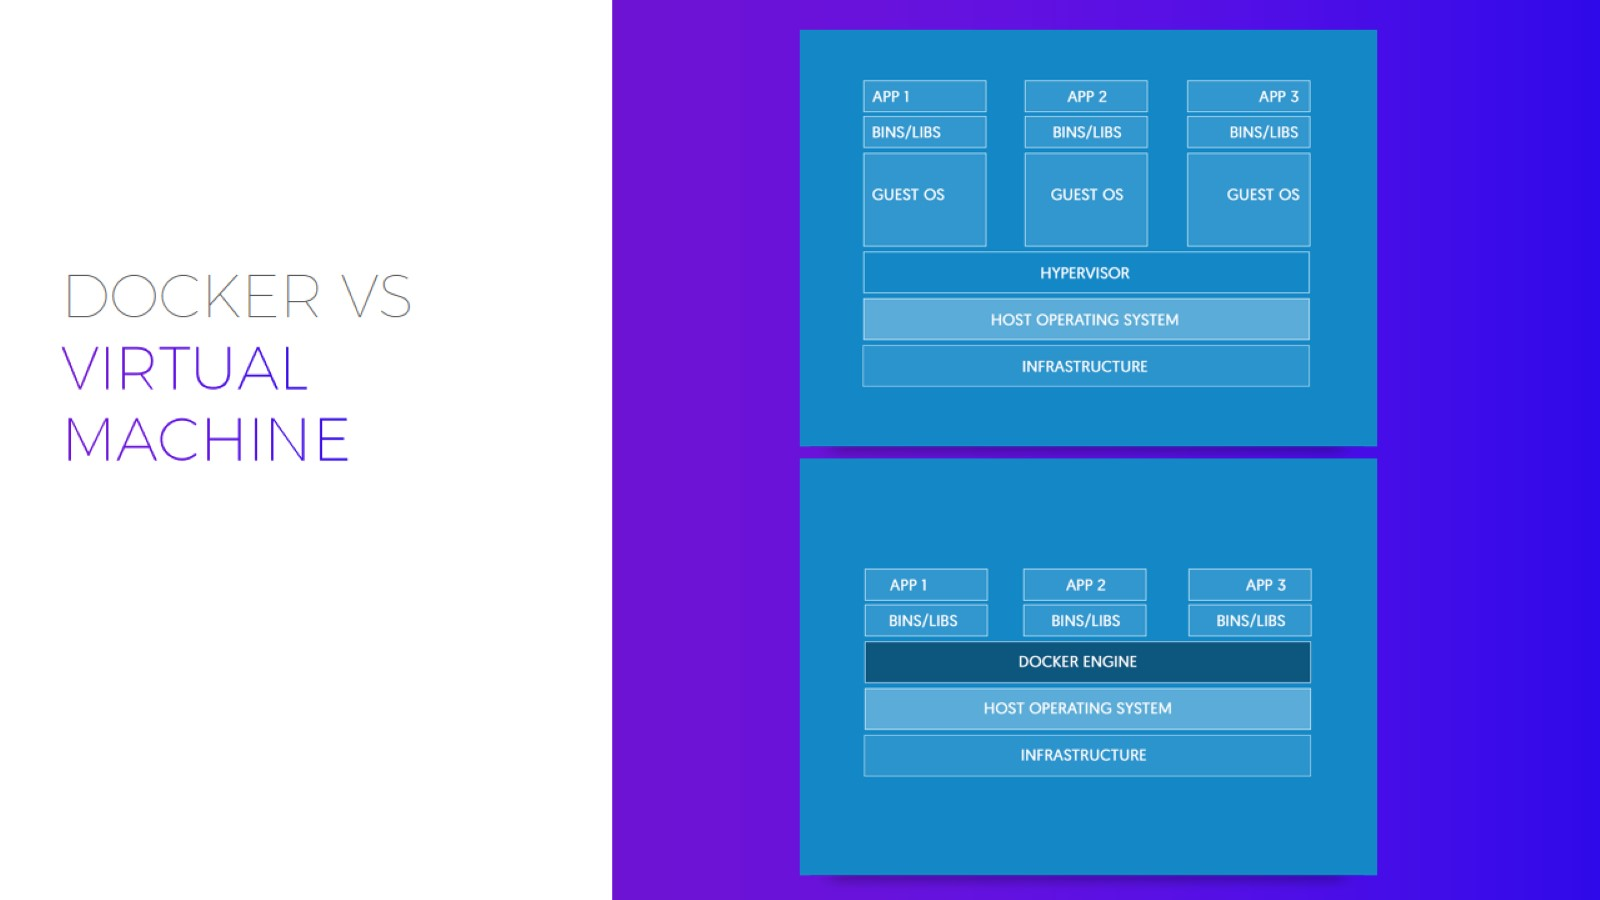 DOCKER VS
VIRTUAL
MACHINE
APP 1
APP 2
APP 3
BINS/LIBS
BINS/LIBS
BINS/LIBS
GUEST OS
GUEST OS
GUEST OS
HYPERVISOR
HOST OPERATING SYSTEM
INFRASTRUCTURE
APP 1
APP 2
APP 3
BINS/LIBS
BINS/LIBS
BINS/LIBS
DOCKER ENGINE
HOST OPERATING SYSTEM
INFRASTRUCTURE